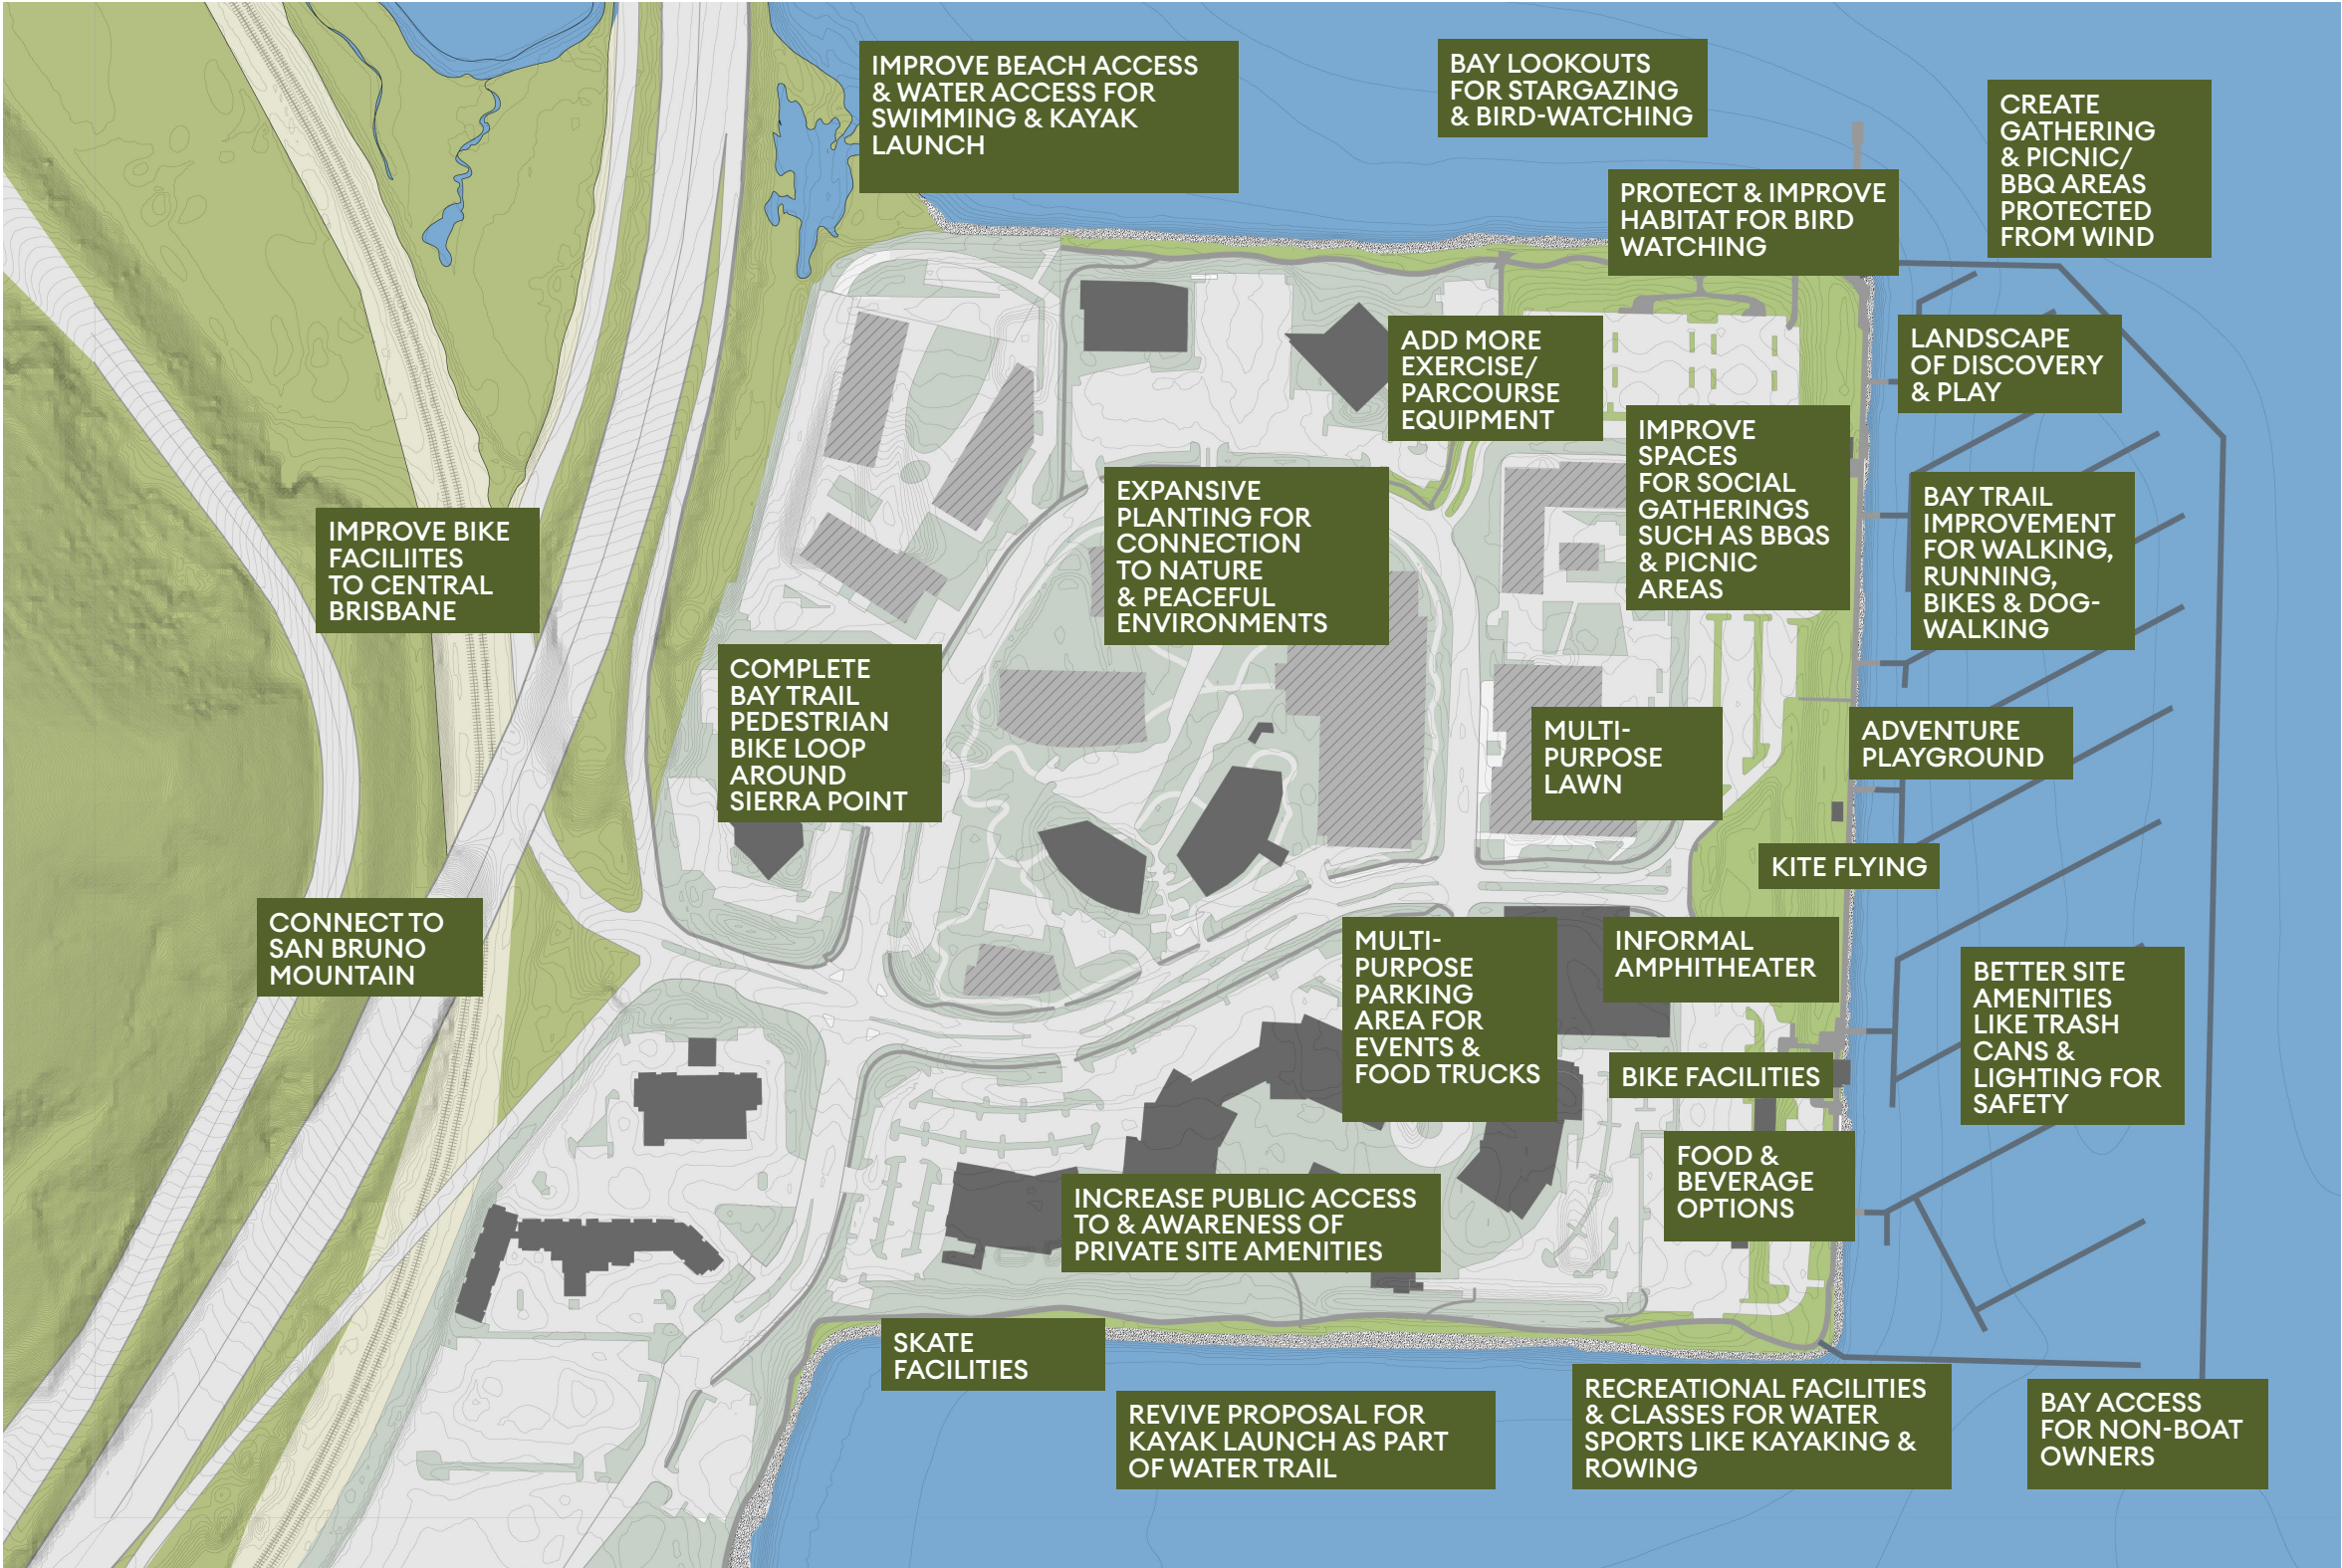 IMPROVE BEACH ACCESS
& WATER ACCESS FOR
SWIMMING & KAYAK
LAUNCH
BAY LOOKOUTS
FOR STARGAZING
& BIRD-WATCHING
CREATE
GATHERING
& PICNIC/
BBQ AREAS
PROTECTED
FROM WIND
PROTECT & IMPROVE
HABITAT FOR BIRD
WATCHING
ADD MORE
EXERCISE/
PARCOURSE
EQUIPMENT
LANDSCAPE
OF DISCOVERY
& PLAY
IMPROVE
SPACES
FOR SOCIAL
GATHERINGS
SUCH AS BBQS
& PICNIC
AREAS
EXPANSIVE
PLANTING FOR
CONNECTION
TO NATURE
& PEACEFUL
ENVIRONMENTS
BAY TRAIL
IMPROVEMENT
FOR WALKING,
RUNNING,
BIKES & DOG-
WALKING
IMPROVE BIKE
FACILIITES
TO CENTRAL
BRISBANE
COMPLETE
BAY TRAIL
PEDESTRIAN
BIKE LOOP
AROUND
SIERRA POINT
MULTI-
PURPOSE
LAWN
ADVENTURE
PLAYGROUND
KITE FLYING
CONNECT TO
SAN BRUNO
MOUNTAIN
MULTI-
PURPOSE
PARKING
AREA FOR
EVENTS &
FOOD TRUCKS
INFORMAL
AMPHITHEATER
BETTER SITE
AMENITIES
LIKE TRASH
CANS &
LIGHTING FOR
SAFETY
BIKE FACILITIES
FOOD &
BEVERAGE
OPTIONS
INCREASE PUBLIC ACCESS
TO & AWARENESS OF
PRIVATE SITE AMENITIES
SKATE
FACILITIES
REVIVE PROPOSAL FOR
KAYAK LAUNCH AS PART
OF WATER TRAIL
RECREATIONAL FACILITIES
& CLASSES FOR WATER
SPORTS LIKE KAYAKING &
ROWING
BAY ACCESS
FOR NON-BOAT
OWNERS